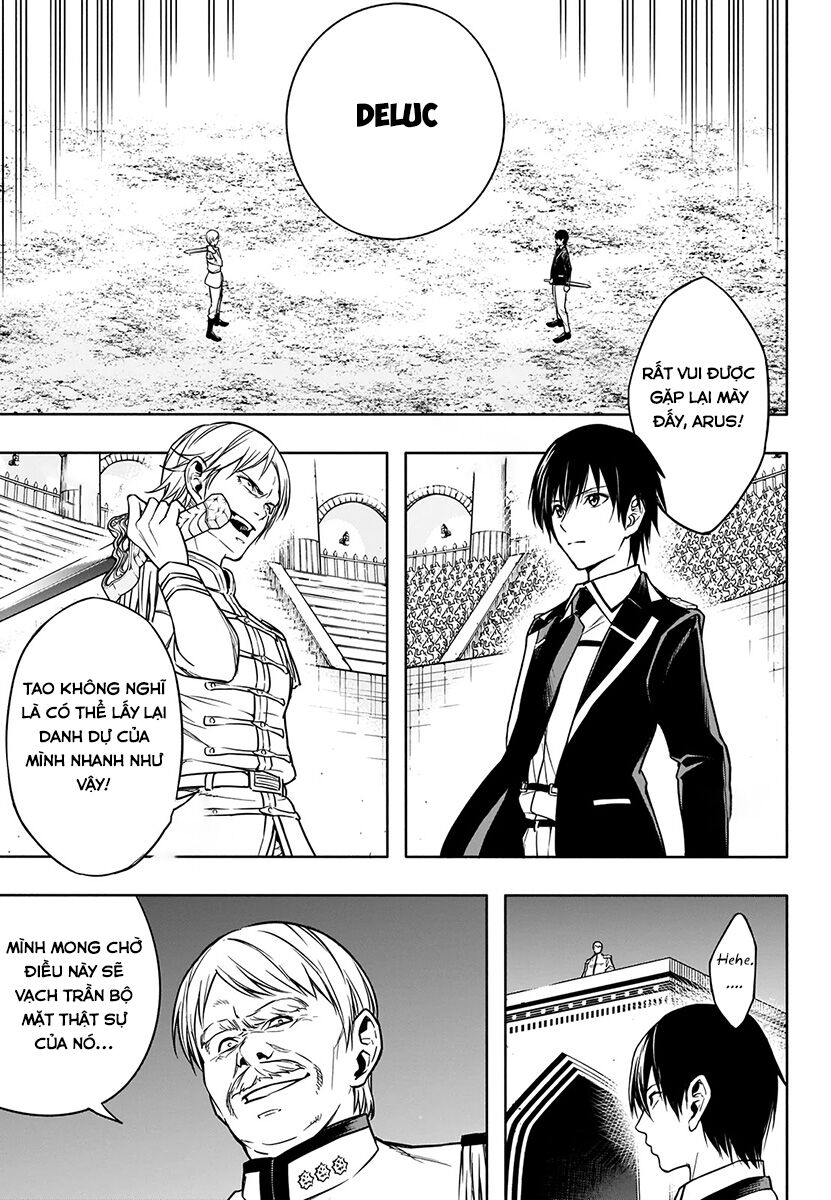 DELUC
RẤT VUI ĐƯỢC
GẶP LẠI MÀY
ĐẤY, ARUS!
TAO KHÔNG NGHĨ
LÀ CÓ THỂ LẤY LẠI
DANH DỰ CỦA
MÌNH NHANH NHƯ
VẬY!
Hehe.
....
MÌNH MONG CHỜ
ĐIỀU NÀY SẼ
VẠCH TRẦN BỘ
MẶT THẬT SỰ
CỦA NÓ...